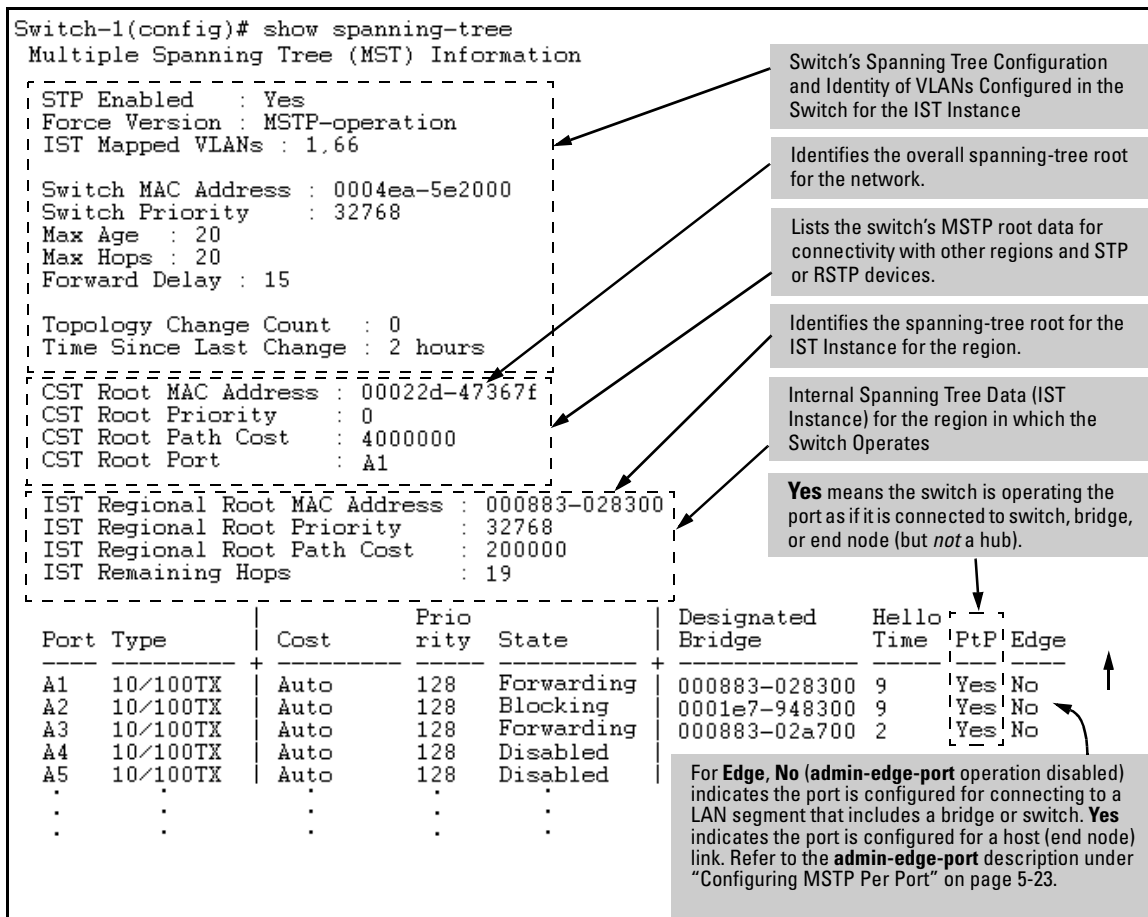 Switch-1(config)# show spanning-tree
Multiple Spanning Tree (MST) Information
STP Enabled : Yes
Force Version : MSTP-operation
IST Mapped VLANs : 1,66
Switch MAC Address : 0004ea-5e2000
Switch Priority : 32768
Max Age : 20
Max Hops : 20
Forward Delay : 15
Topology Change Count : 0
Time Since Last Change : 2 hours
CST Root MAC Address : 00022d-47367f
CST Root Priority : 0
CST Root Path Cost : 4000000
CST Root Port : A1
IST Regional Root MAC Address : 000883-028300
IST Regional Root Priority : 32768
IST Regional Root Path Cost : 200000
IST Remaining Hops : 19
Switch's Spanning Tree Configuration
and Identity of VLANs Configured in the
Switch for the IST Instance
Identifies the overall spanning-tree root
for the network.
Lists the switch's MSTP root data for
connectivity with other regions and STP
or RSTP devices.
Identifies the spanning-tree root for the
IST Instance for the region.
Internal Spanning Tree Data (IST
Instance) for the region in which the
Switch Operates
Yes means the switch is operating the
port as if it is connected to switch, bridge,
or end node (but not a hub).
| Prio | Designated Hello
Port Type | Cost rity State | Bridge Time PtP Edge
---- --------- + --------- ----- ---------- + ------------- ---- --- ----
A1 10/100TX | Auto 128 Forwarding | 000883-028300 9 Yes No
A2 10/100TX | Auto 128 Blocking | 0001e7-948300 9 Yes No
A3 10/100TX | Auto 128 Forwarding | 000883-02a700 2 Yes No
A4 10/100TX | Auto 128 Disabled |
A5 10/100TX | Auto 128 Disabled |
. . . . .
. . . . .
. . . . .
For Edge, No (admin-edge-port operation disabled)
indicates the port is configured for connecting to a
LAN segment that includes a bridge or switch. Yes
indicates the port is configured for a host (end node)
link. Refer to the admin-edge-port description under
“Configuring MSTP Per Port” on page 5-23.